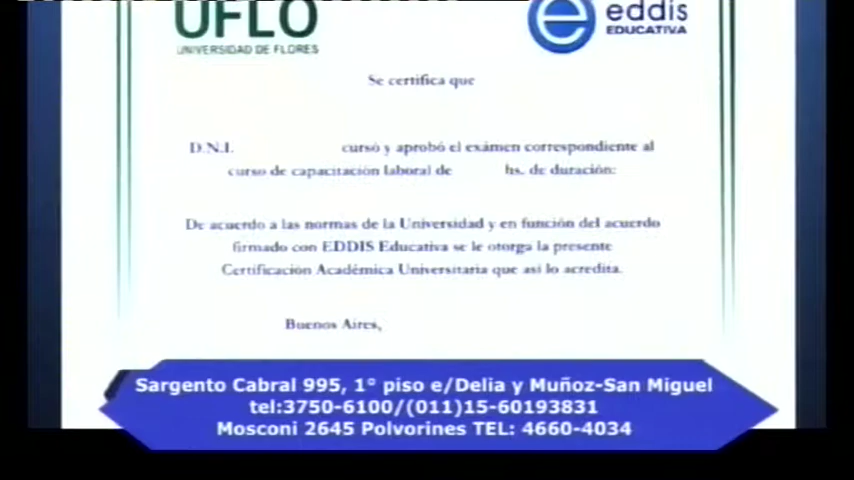 UFLO
UNIVERSIDAD DE FLORES
eddis
EDUCATIVA
Se certifica que
D.N.I. cursó y aprobó el exámen correspondiente al
curso de capacitación laboral de hs. de duración:
De acuerdo a las normas de la Universidad y en función del acuerdo
firmado con EDDIS Educativa se le otorga la presente
Certificación Académica Universitaria que así lo acredita.
Buenos Aires,
Sargento Cabral 995, 1° piso e/Delia y Muñoz-San Miguel
tel:3750-6100/(011)15-60193831
Mosconi 2645 Polvorines TEL: 4660-4034